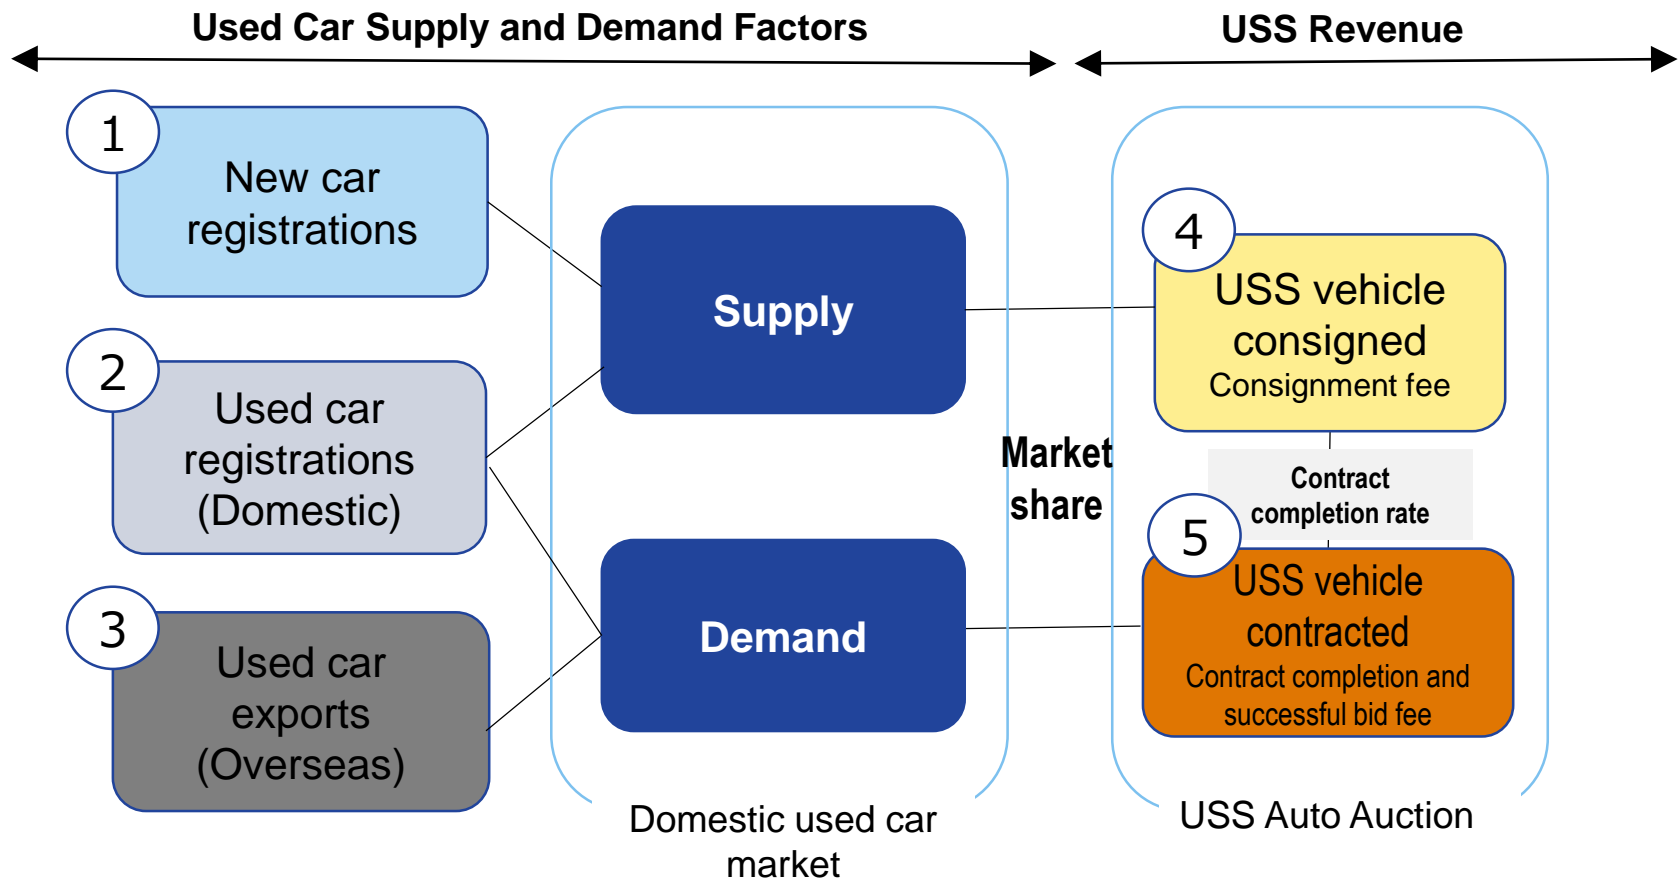 Used Car Supply and Demand Factors
USS Revenue
1
New car
registrations
2
Used car
registrations
(Domestic)
3
Used car
exports
(Overseas)
Supply
Demand
Domestic used car
market
Market
share
4
USS vehicle
consigned
Consignment fee
Contract
completion rate
5
USS vehicle
contracted
Contract completion and
successful bid fee
USS Auto Auction